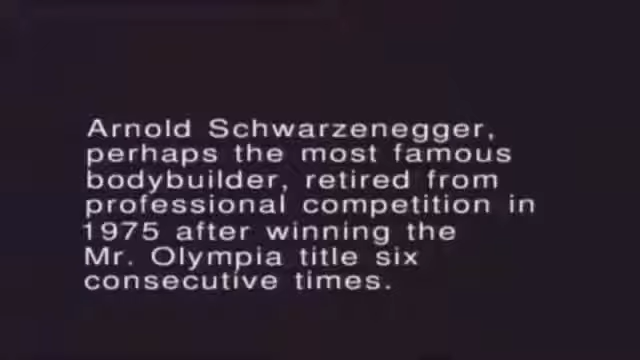 Arnold Schwarzenegger,
perhaps the most famous
bodybuilder, retired from
professional competition in
1975 after winning the
Mr. Olympia title six
consecutive times.